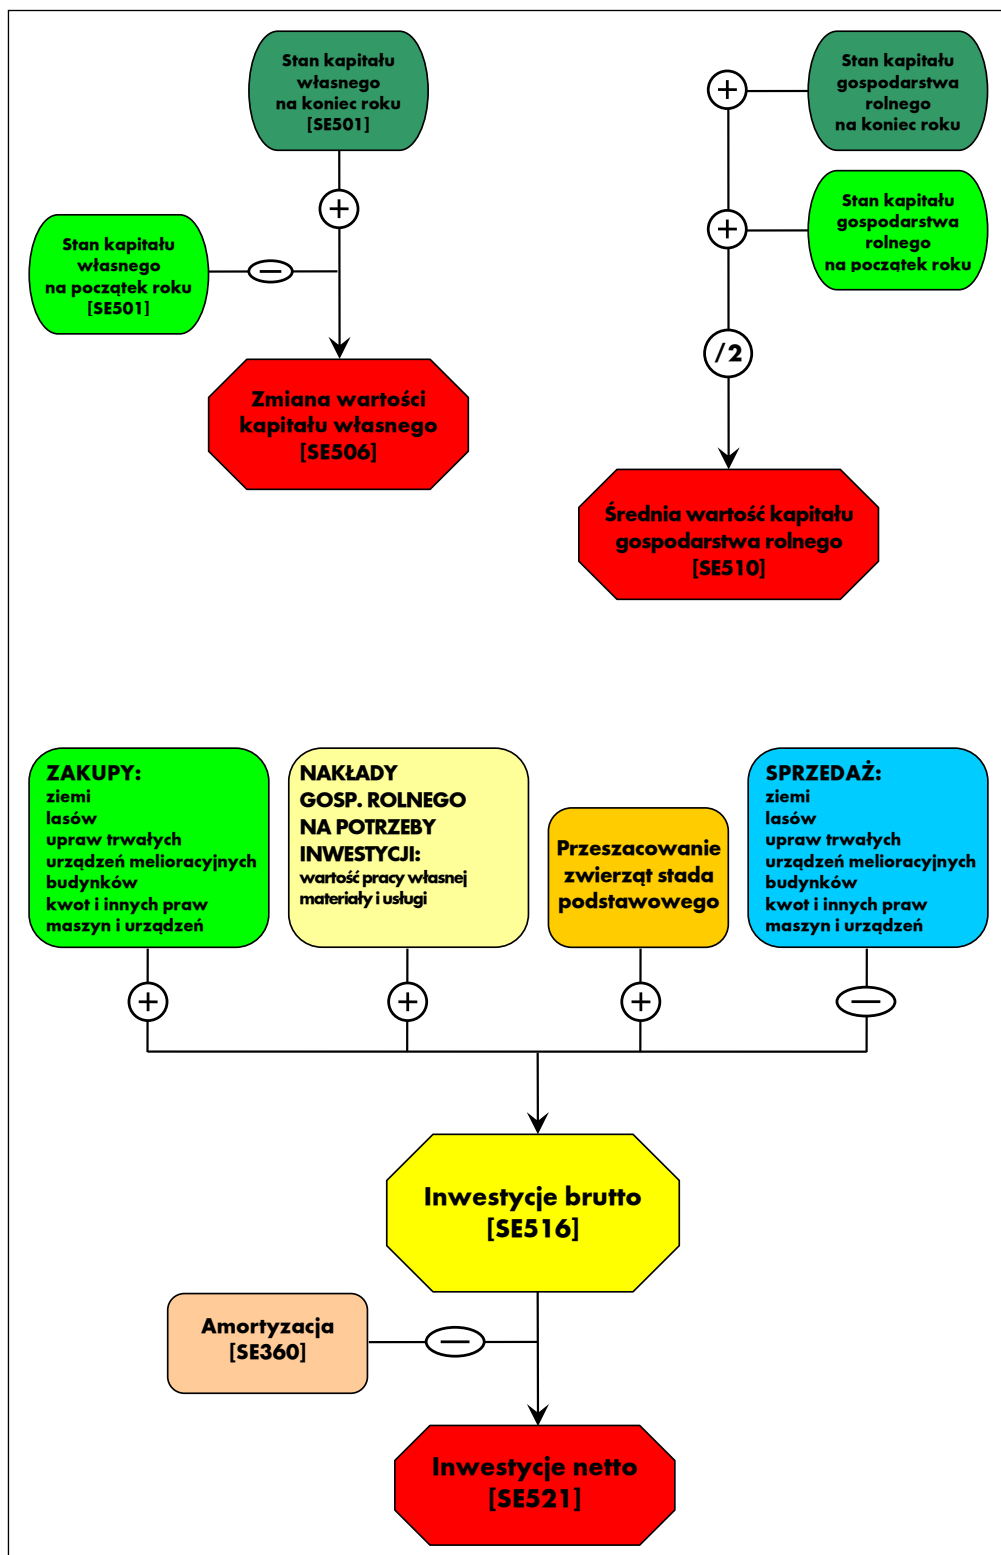 Stan kapitału
własnego
na koniec roku
[SE501]
+
Stan kapitału
własnego
na początek roku
[SE501]
—
Zmiana wartości
kapitału własnego
[SE506]
Stan kapitału
gospodarstwa
rolnego
na koniec roku
+
Stan kapitału
gospodarstwa
rolnego
na początek roku
+
/2
Średnia wartość kapitału
gospodarstwa rolnego
[SE510]
ZAKUPY:
ziemi
lasów
upraw trwałych
urządzeń melioracyjnych
budynków
kwot i innych praw
maszyn i urządzeń
NAKŁADY
GOSP. ROLNEGO
NA POTRZEBY
INWESTYCJI:
wartość pracy własnej
materiały i usługi
Przeszacowanie
zwierząt stada
podstawowego
SPRZEDAŻ:
ziemi
lasów
upraw trwałych
urządzeń melioracyjnych
budynków
kwot i innych praw
maszyn i urządzeń
+
+
+
—
Inwestycje brutto
[SE516]
Amortyzacja
[SE360]
—
Inwestycje netto
[SE521]